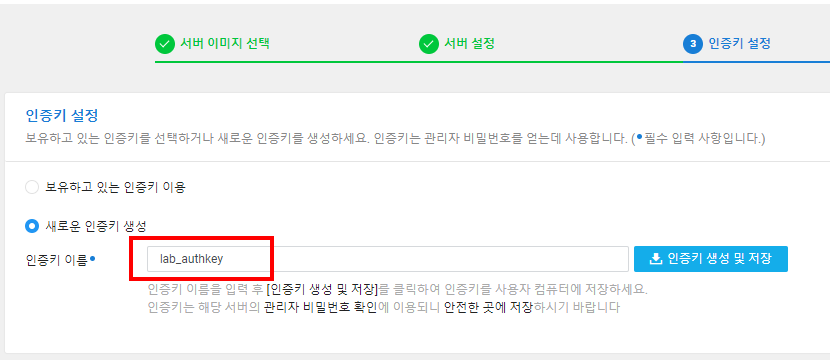 서버 이미지 선택
서버 설정
3 인증키 설정
인증키 설정
보유하고 있는 인증키를 선택하거나 새로운 인증키를 생성하세요. 인증키는 관리자 비밀번호를 얻는데 사용합니다. (•필수 입력 사항입니다.)
보유하고 있는 인증키 이용
새로운 인증키 생성
인증키 이름• lab_authkey 인증키 생성 및 저장
인증키 이름을 입력 후 [인증키 생성 및 저장]를 클릭하여 인증키를 사용자 컴퓨터에 저장하세요.
인증키는 해당 서버의 관리자 비밀번호 확인에 이용되니 안전한 곳에 저장하시기 바랍니다